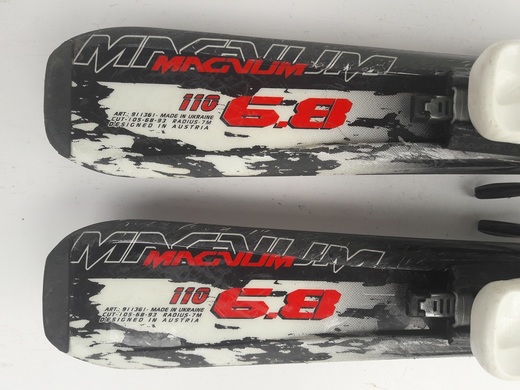 MAGNUM
MAGNUM
110 6.8
ART.: 911361 - MADE IN UKRAINE
CUT-105-68-93 RADIUS-7M
DESIGNED IN AUSTRIA
MAGNUM
MAGNUM
110 6.8
ART.: 911361 - MADE IN UKRAINE
CUT-105-68-93 RADIUS-7M
DESIGNED IN AUSTRIA